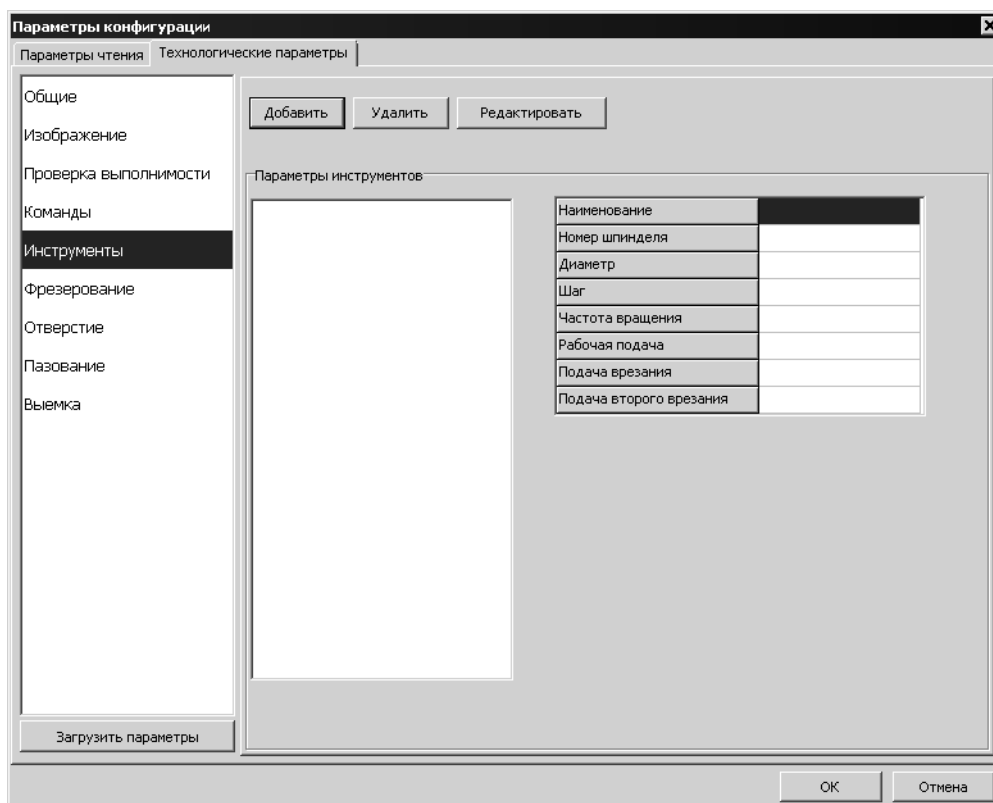 Параметры конфигурации
Параметры чтения Технологические параметры
Общие
Изображение
Проверка выполнимости
Команды
Инструменты
Фрезерование
Отверстие
Пазование
Выемка
Загрузить параметры
Добавить Удалить Редактировать
Параметры инструментов
Наименование
Номер шпинделя
Диаметр
Шаг
Частота вращения
Рабочая подача
Подача врезания
Подача второго врезания
OK Отмена